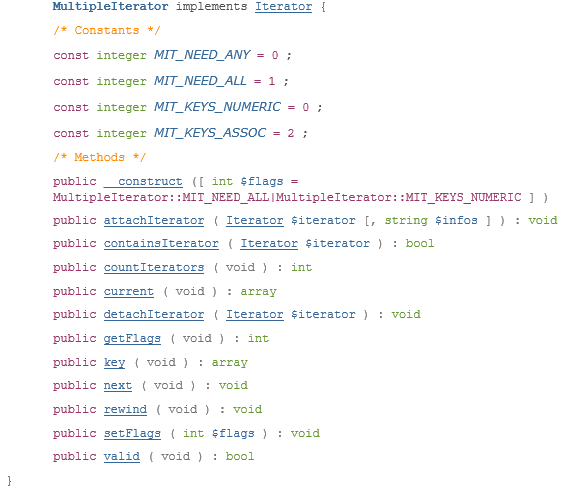 MultipleIterator implements Iterator {
/* Constants */
const integer MIT_NEED_ANY = 0 ;
const integer MIT_NEED_ALL = 1 ;
const integer MIT_KEYS_NUMERIC = 0 ;
const integer MIT_KEYS_ASSOC = 2 ;
/* Methods */
public __construct ([ int $flags =
MultipleIterator::MIT_NEED_ALL|MultipleIterator::MIT_KEYS_NUMERIC ] )
public attachIterator ( Iterator $iterator [, string $infos ] ) : void
public containsIterator ( Iterator $iterator ) : bool
public countIterators ( void ) : int
public current ( void ) : array
public detachIterator ( Iterator $iterator ) : void
public getFlags ( void ) : int
public key ( void ) : array
public next ( void ) : void
public rewind ( void ) : void
public setFlags ( int $flags ) : void
public valid ( void ) : bool
}